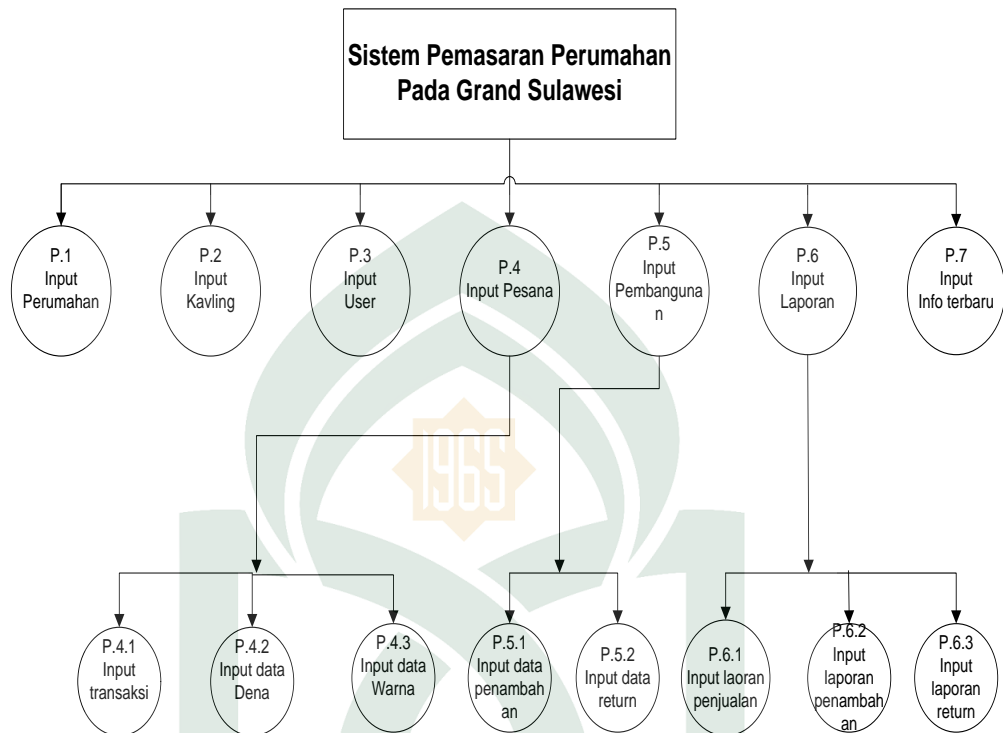 Sistem Pemasaran Perumahan
Pada Grand Sulawesi
P.1
Input
Perumahan
P.2
Input
Kavling
P.3
Input
User
P.4
Input Pesana
P.5
Input
Pembanguna
n
P.6
Input
Laporan
P.7
Input
Info terbaru
1965
P.4.1
Input
transaksi
P.4.2
Input data
Dena
P.4.3
Input data
Warna
P.5.1
Input data
penambah
an
P.5.2
Input data
return
P.6.1
Input laoran
penjualan
P.6.2
Input
laporan
penambah
an
P.6.3
Input
laporan
return